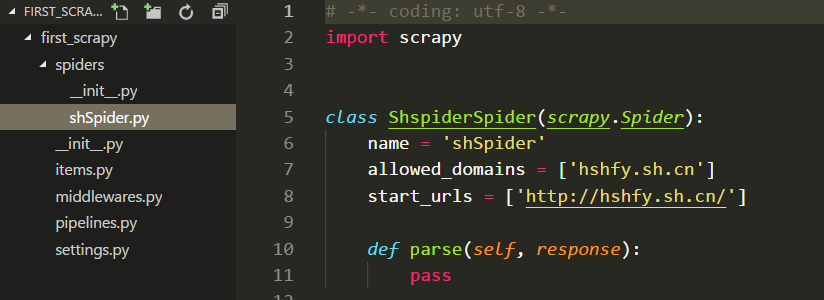 FIRST_SCRA...
first_scrapy
spiders
__init__.py
shSpider.py
__init__.py
items.py
middlewares.py
pipelines.py
settings.py
1 # -*- coding: utf-8 -*-
2 import scrapy
3
4
5 class ShspiderSpider(scrapy.Spider):
6 name = 'shSpider'
7 allowed_domains = ['hshfy.sh.cn']
8 start_urls = ['http://hshfy.sh.cn/']
9
10 def parse(self, response):
11 pass
12